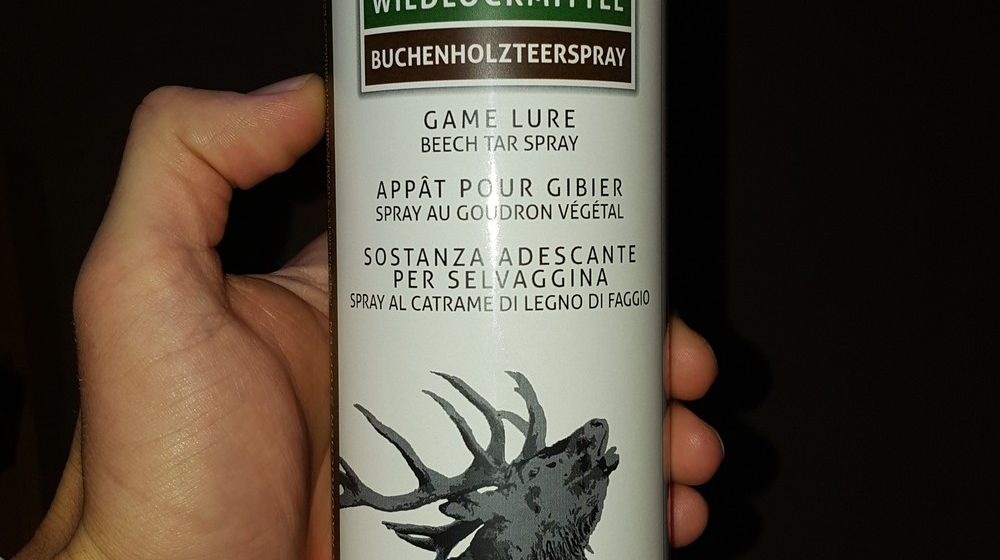 WILDLOCKMITTEL
BUCHENHOLZTEERSPRAY
GAME LURE
BEECH TAR SPRAY
APPÂT POUR GIBIER
SPRAY AU GOUDRON VÉGÉTAL
SOSTANZA ADESCANTE
PER SELVAGGINA
SPRAY AL CATRAME DI LEGNO DI FAGGIO